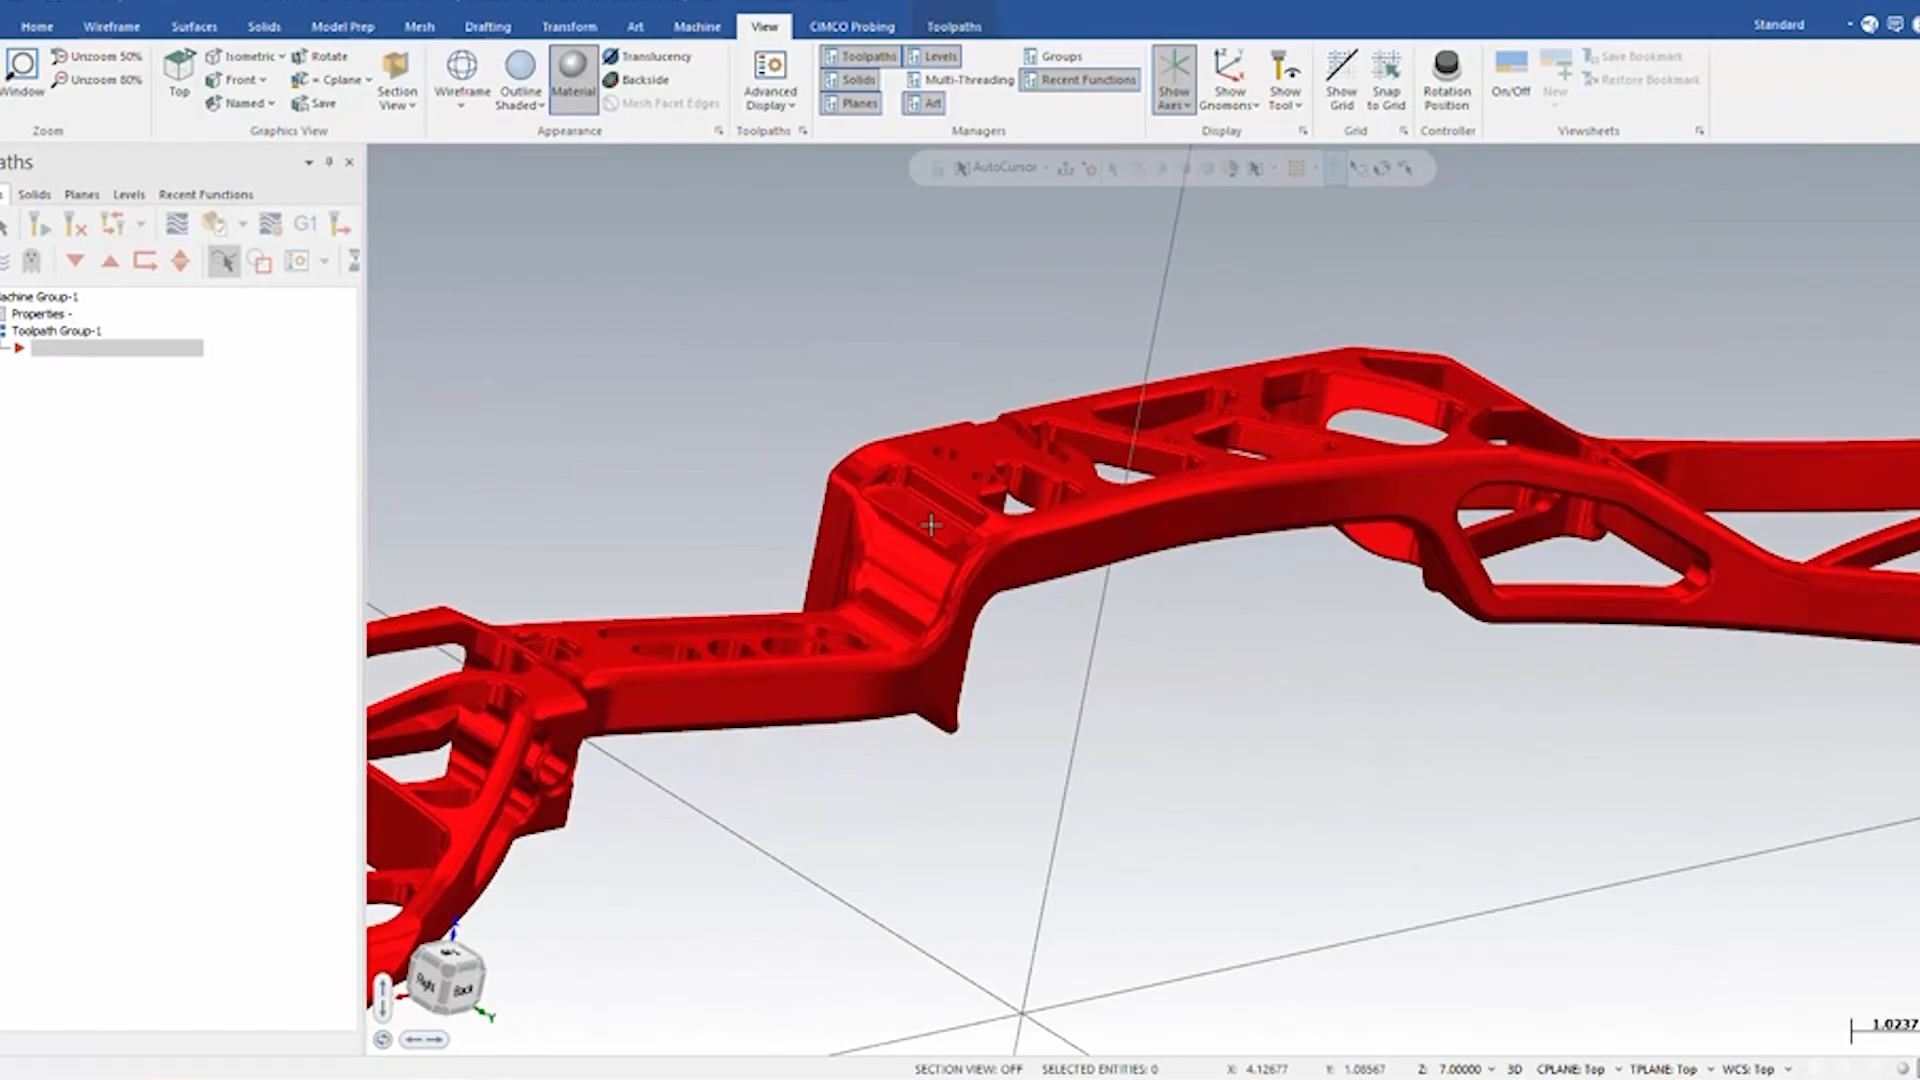 Home Wireframe Surfaces Solids Model Prep Mesh Drafting Transform Art Machine View CIMCO Probing Toolpaths Standard
Unzoom 50% Isometric Rotate Translucency Toolpaths Levels Groups Save Bookmark
Unzoom 80% Front = Cplane Backside Solids Multi-Threading Recent Functions Restore Bookmark
Window Top Section View Wireframe Outline Shaded Material Advanced Display Show Axes Show Gnomons Show Tool Show Grid Snap to Grid Rotation Position On/Off New
Named Save Mesh Facet Edges Planes Art
Zoom Graphics View Appearance Toolpaths Managers Display Grid Controller Viewsheets
aths
AutoCursor
Solids Planes Levels Recent Functions
G1
achine Group-1
Properties -
Toolpath Group-1
Right Back
Y
1.0237
SECTION VIEW: OFF SELECTED ENTITIES: 0 X: 4.12677 Y: 1.08567 Z: 7.00000 3D CPLANE: Top TPLANE: Top WCS: Top